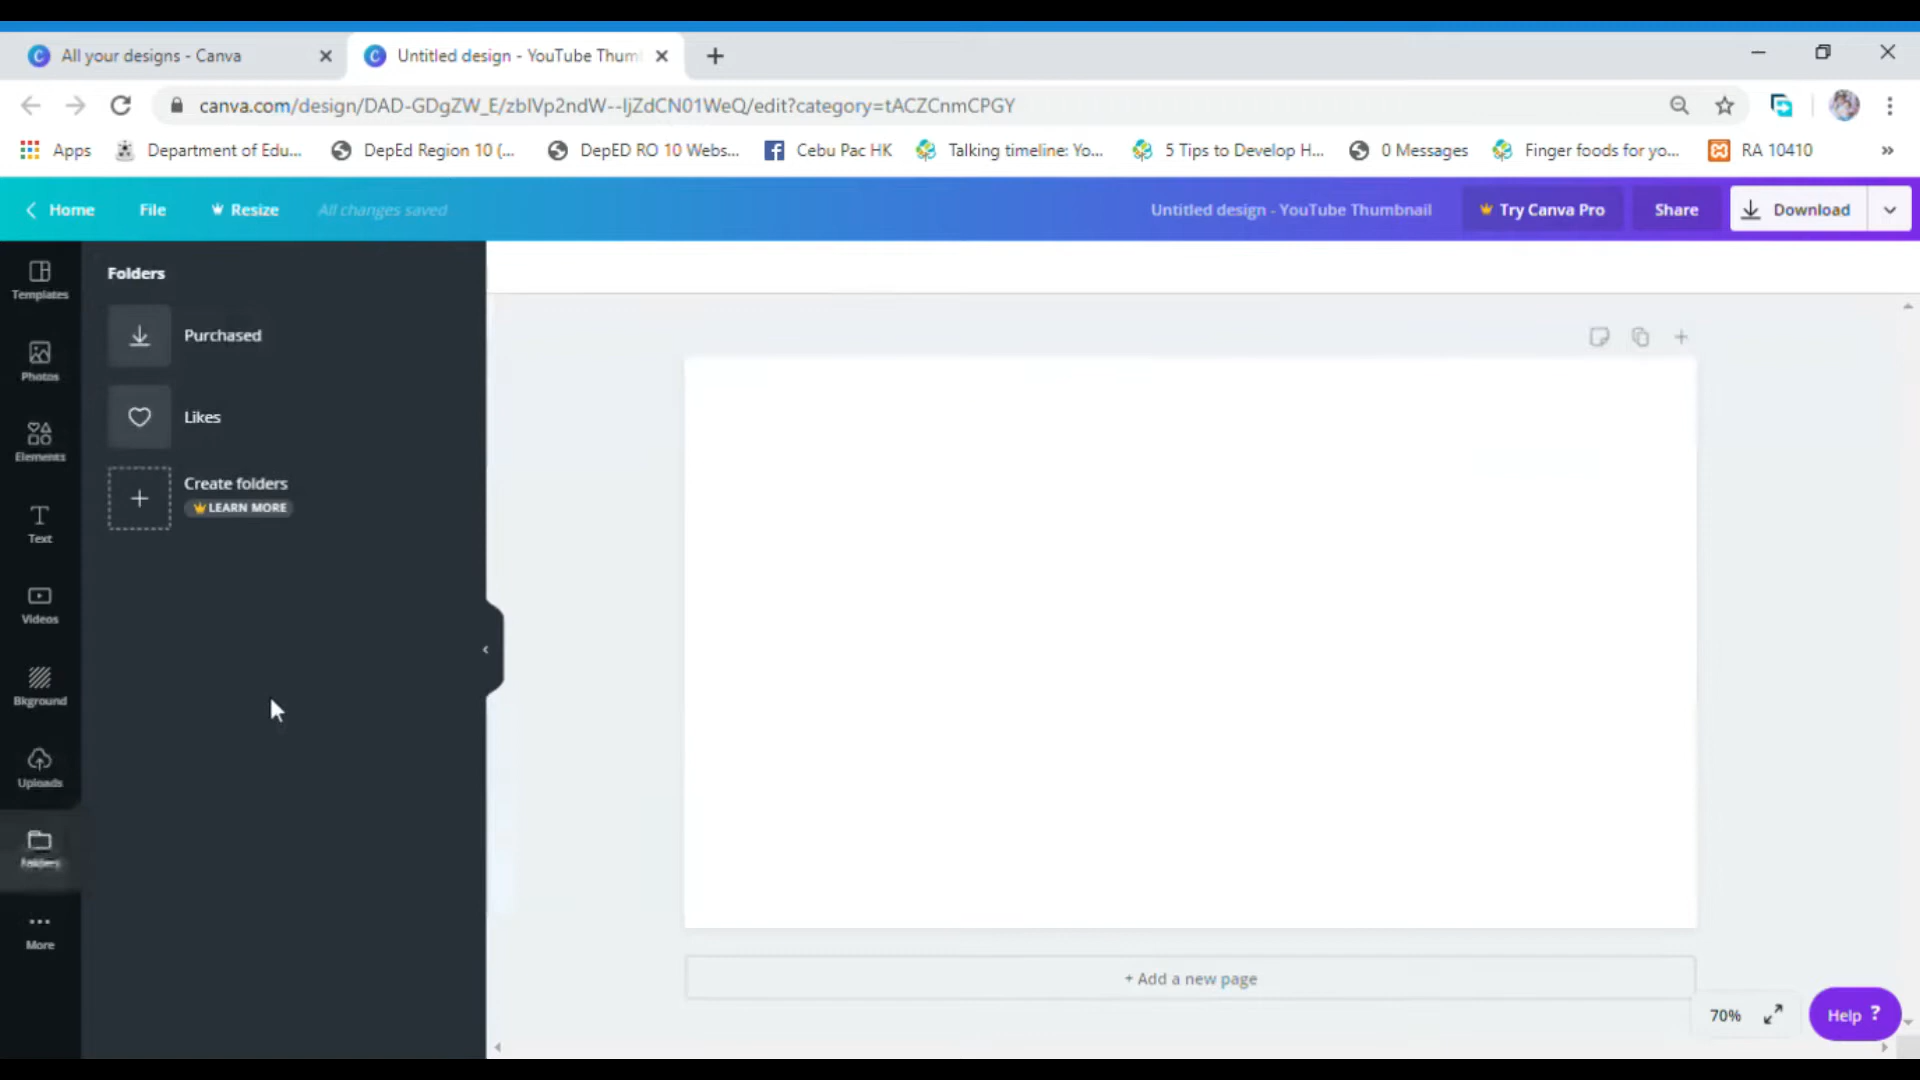 All your designs - Canva
Untitled design - YouTube Thum
canva.com/design/DAD-GDgZW_E/zbIVp2ndW--IjZdCN01WeQ/edit?category=tACZCnmCPGY
Apps
Department of Edu...
DepEd Region 10 (...
DepED RO 10 Webs...
Cebu Pac HK
Talking timeline: Yo...
5 Tips to Develop H...
0 Messages
Finger foods for yo...
RA 10410
»
Home
File
Resize
All changes saved
Untitled design - YouTube Thumbnail
Try Canva Pro
Share
Download
Templates
Photos
Elements
Text
Videos
Bkground
Uploads
Folders
More
Folders
Purchased
Likes
Create folders
LEARN MORE
+ Add a new page
70%
Help ?